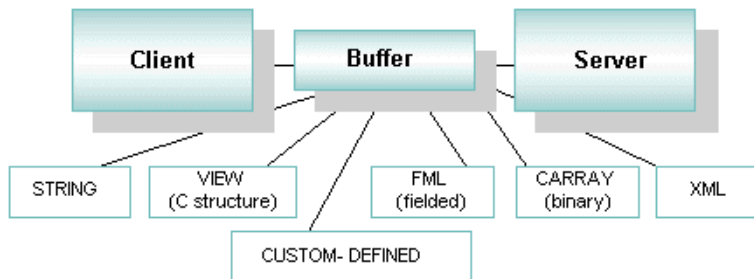 Client
Buffer
Server
STRING
VIEW
(C structure)
FML
(fielded)
CARRAY
(binary)
XML
CUSTOM- DEFINED